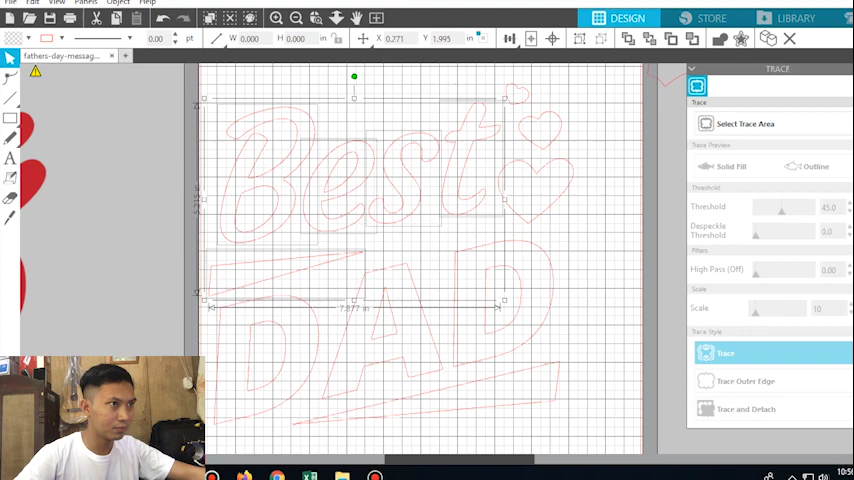 File Edit View Panels Object Help
DESIGN
STORE
LIBRARY
0.00 pt W 0.000 H 0.000 X 0.271 Y 1.995
fathers-day-messag... ×
TRACE
Trace
Select Trace Area
Trace Preview
Solid Fill
Outline
Threshold
Threshold 45.0
Despeckle Threshold 0.0
Filters
High Pass (Off) 0.00
Scale
Scale 10
Trace Style
Trace
Trace Outer Edge
Trace and Detach
Best
DAD
7.877 in
10:56